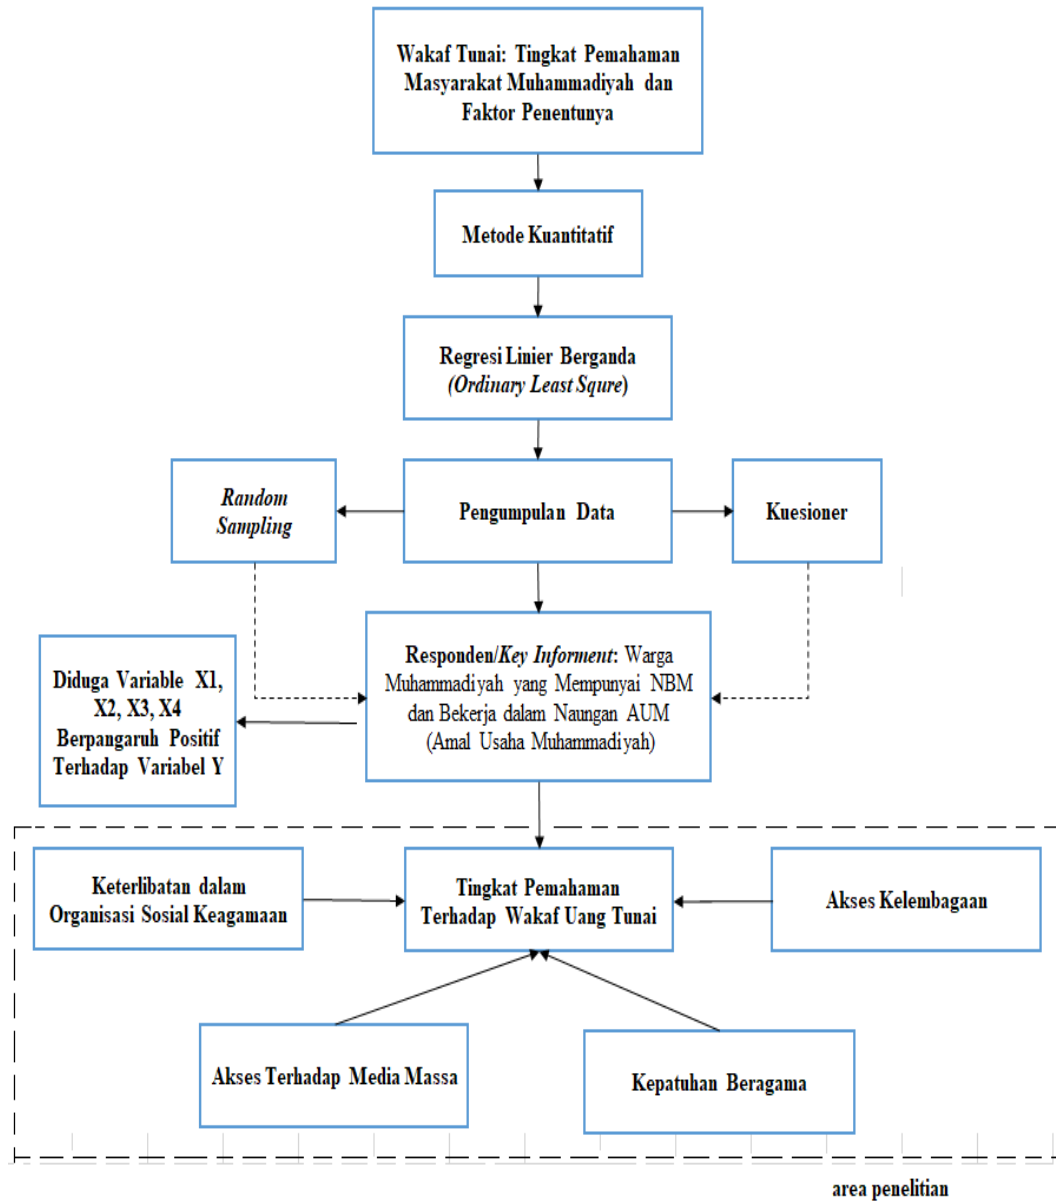 Wakaf Tunai: Tingkat Pemahaman
Masyarakat Muhammadiyah dan
Faktor Penentunya
Metode Kuantitatif
Regresi Linier Berganda
(Ordinary Least Squre)
Random
Sampling
Pengumpulan Data
Kuesioner
Diduga Variable X1,
X2, X3, X4
Berpangaruh Positif
Terhadap Variabel Y
Responden/Key Informent: Warga
Muhammadiyah yang Mempunyai NBM
dan Bekerja dalam Naungan AUM
(Amal Usaha Muhammadiyah)
Keterlibatan dalam
Organisasi Sosial Keagamaan
Tingkat Pemahaman
Terhadap Wakaf Uang Tunai
Akses Kelembagaan
Akses Terhadap Media Massa
Kepatuhan Beragama
area penelitian